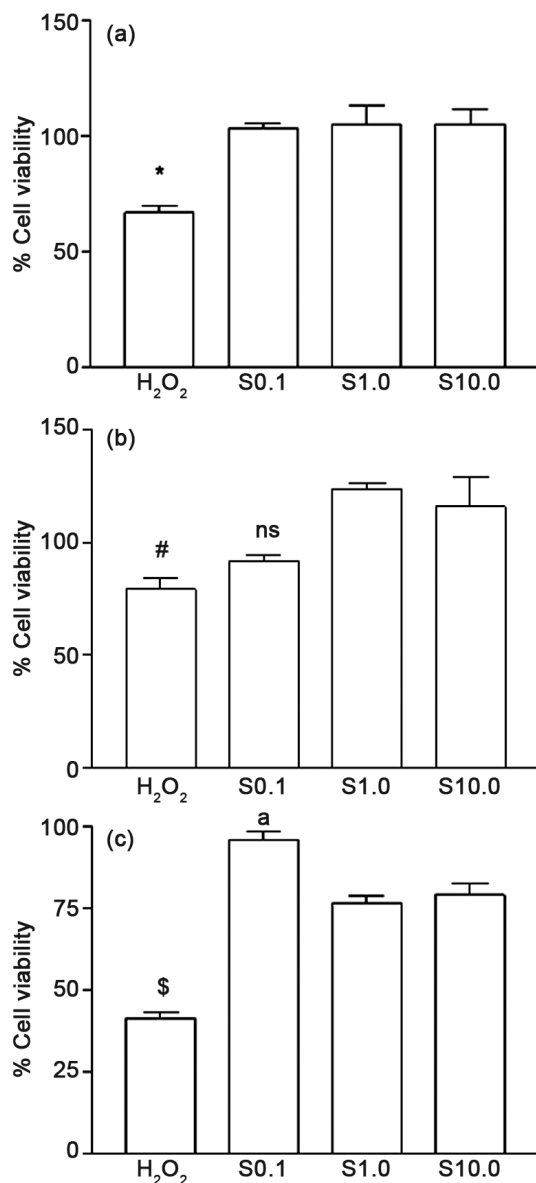 150
(a)
100
*
50
0
% Cell viability
H₂O₂ S0.1 S1.0 S10.0
150
(b)
100
# ns
50
0
% Cell viability
H₂O₂ S0.1 S1.0 S10.0
100
(c)
a
75
50
$
25
0
% Cell viability
H₂O₂ S0.1 S1.0 S10.0